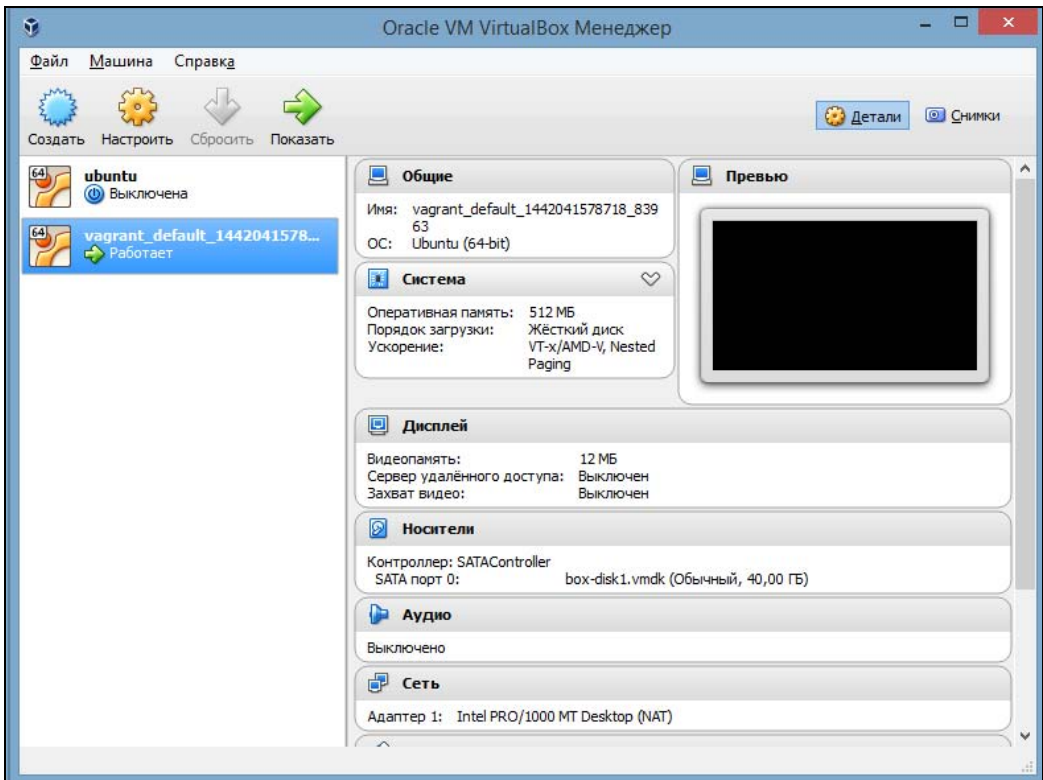 Oracle VM VirtualBox Менеджер
Файл Машина Справка
Создать Настроить Сбросить Показать
Детали Снимки
64 ubuntu
Выключена
64 vagrant_default_1442041578...
Работает
Общие
Имя: vagrant_default_1442041578718_839
63
ОС: Ubuntu (64-bit)
Превью
Система
Оперативная память: 512 МБ
Порядок загрузки: Жёсткий диск
Ускорение: VT-x/AMD-V, Nested
Paging
Дисплей
Видеопамять: 12 МБ
Сервер удалённого доступа: Выключен
Захват видео: Выключен
Носители
Контроллер: SATAController
SATA порт 0: box-disk1.vmdk (Обычный, 40,00 ГБ)
Аудио
Выключено
Сеть
Адаптер 1: Intel PRO/1000 MT Desktop (NAT)